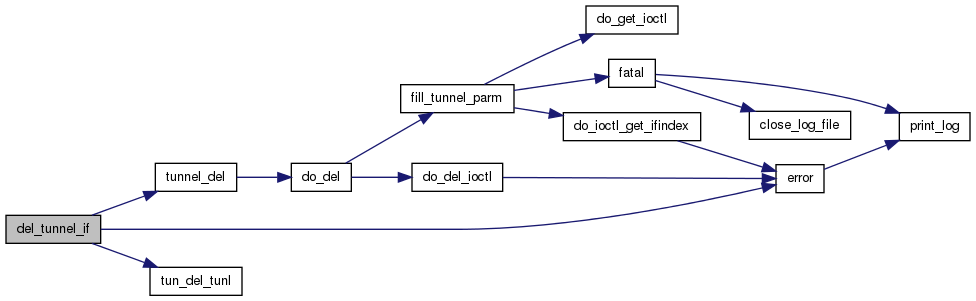 do_get_ioctl
fatal
fill_tunnel_parm
do_ioctl_get_ifindex
close_log_file
print_log
tunnel_del
do_del
do_del_ioctl
error
del_tunnel_if
tun_del_tunl